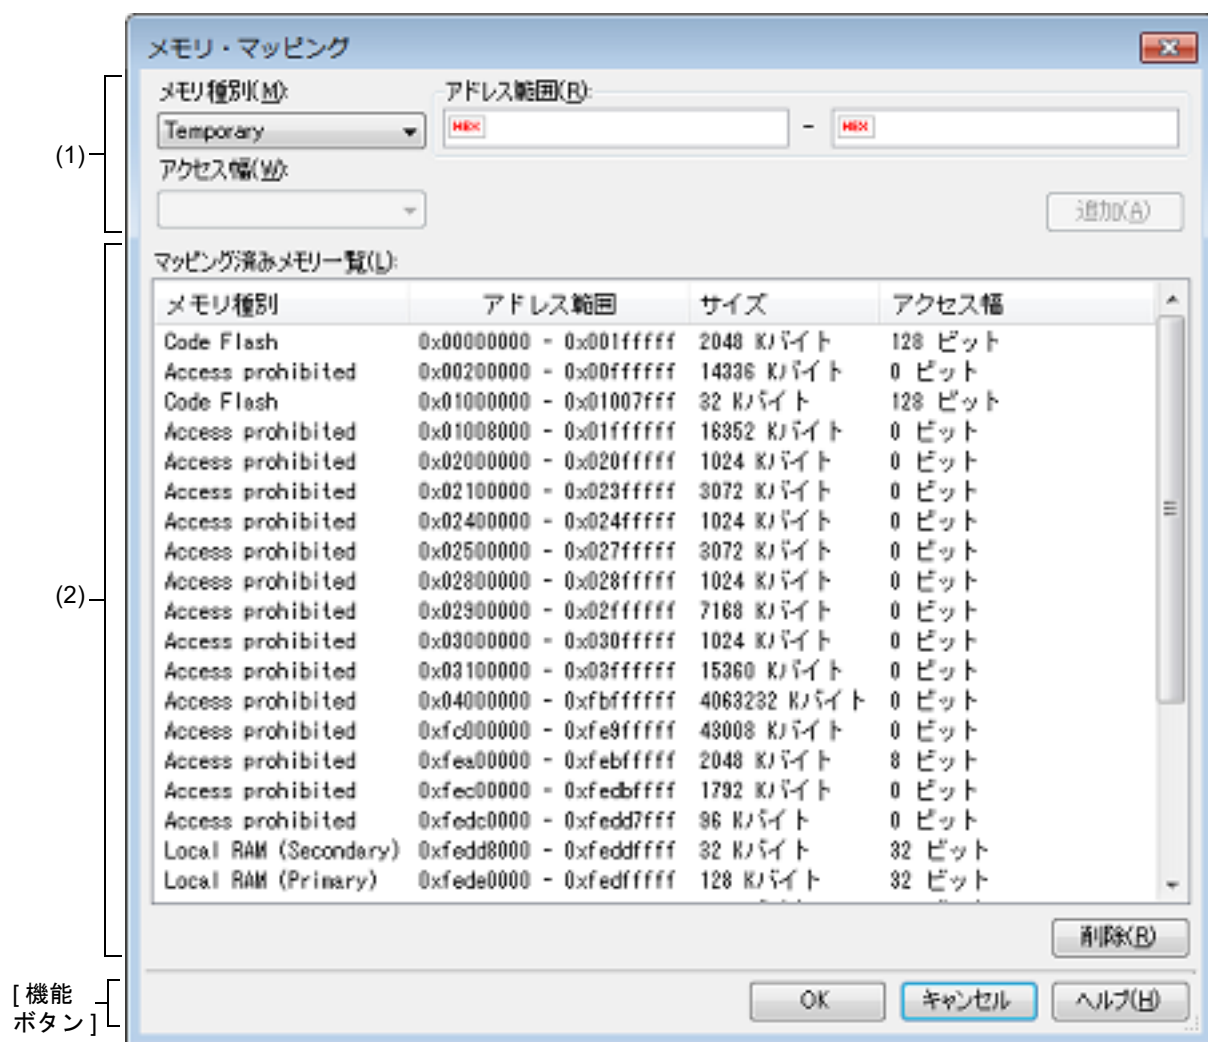 メモリ・マッピング
(1)
メモリ種別(M):
アドレス範囲(R):
Temporary
HEX
-
HEX
アクセス幅(W):
追加(A)
(2)
マッピング済みメモリ一覧(L):
メモリ種別 アドレス範囲 サイズ アクセス幅
Code Flash 0x00000000 - 0x001fffff 2048 Kバイト 128 ビット
Access prohibited 0x00200000 - 0x00ffffff 14336 Kバイト 0 ビット
Code Flash 0x01000000 - 0x01007fff 32 Kバイト 128 ビット
Access prohibited 0x01008000 - 0x01ffffff 16352 Kバイト 0 ビット
Access prohibited 0x02000000 - 0x020fffff 1024 Kバイト 0 ビット
Access prohibited 0x02100000 - 0x023fffff 3072 Kバイト 0 ビット
Access prohibited 0x02400000 - 0x024fffff 1024 Kバイト 0 ビット
Access prohibited 0x02500000 - 0x027fffff 3072 Kバイト 0 ビット
Access prohibited 0x02800000 - 0x028fffff 1024 Kバイト 0 ビット
Access prohibited 0x02900000 - 0x02ffffff 7168 Kバイト 0 ビット
Access prohibited 0x03000000 - 0x030fffff 1024 Kバイト 0 ビット
Access prohibited 0x03100000 - 0x03ffffff 15360 Kバイト 0 ビット
Access prohibited 0x04000000 - 0xfbffffff 4063232 Kバイト 0 ビット
Access prohibited 0xfc000000 - 0xfe9fffff 43008 Kバイト 0 ビット
Access prohibited 0xfea00000 - 0xfebfffff 2048 Kバイト 8 ビット
Access prohibited 0xfec00000 - 0xfedbffff 1792 Kバイト 0 ビット
Access prohibited 0xfedc0000 - 0xfedd7fff 96 Kバイト 0 ビット
Local RAM (Secondary) 0xfedd8000 - 0xfeddffff 32 Kバイト 32 ビット
Local RAM (Primary) 0xfede0000 - 0xfedfffff 128 Kバイト 32 ビット
削除(R)
[ 機能
ボタン ]
OK
キャンセル
ヘルプ(H)